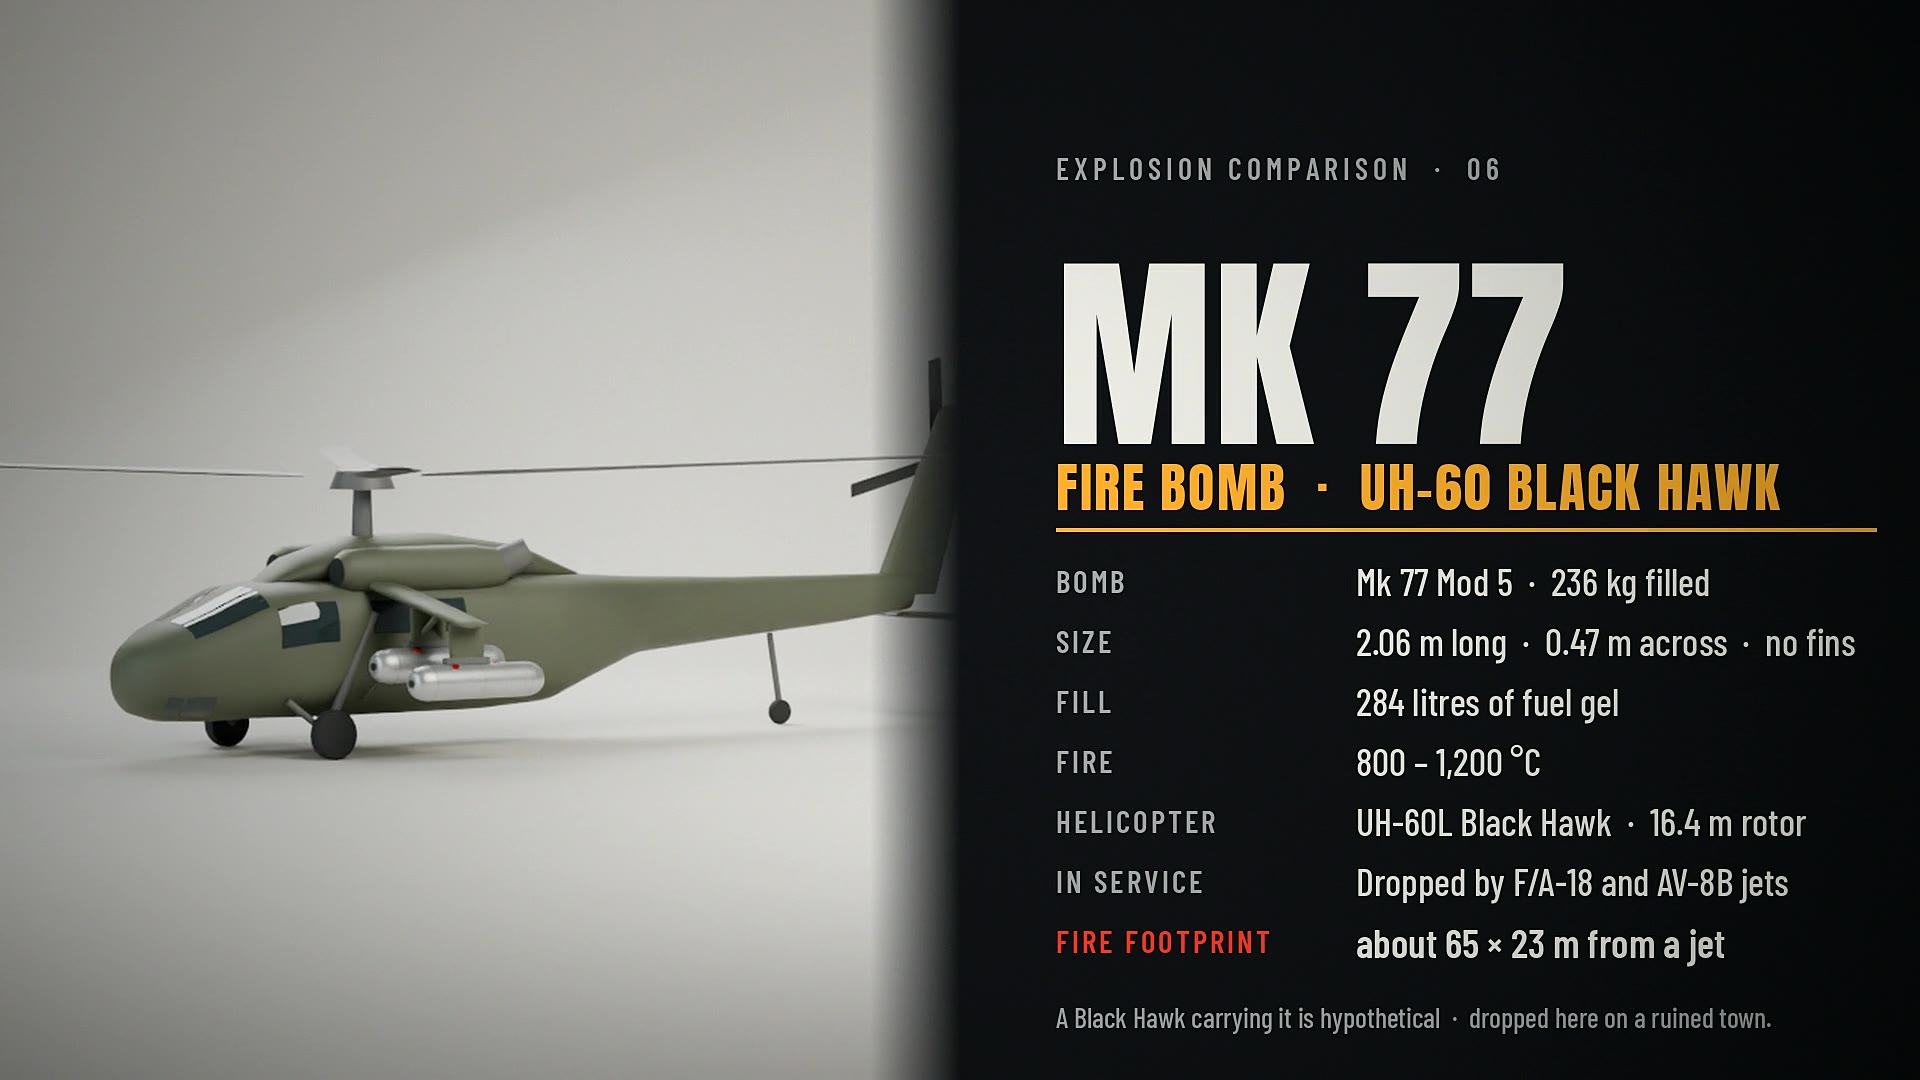 EXPLOSION COMPARISON · 06
MK 77
FIRE BOMB · UH-60 BLACK HAWK
BOMB Mk 77 Mod 5 · 236 kg filled
SIZE 2.06 m long · 0.47 m across · no fins
FILL 284 litres of fuel gel
FIRE 800 – 1,200 °C
HELICOPTER UH-60L Black Hawk · 16.4 m rotor
IN SERVICE Dropped by F/A-18 and AV-8B jets
FIRE FOOTPRINT about 65 × 23 m from a jet
A Black Hawk carrying it is hypothetical · dropped here on a ruined town.